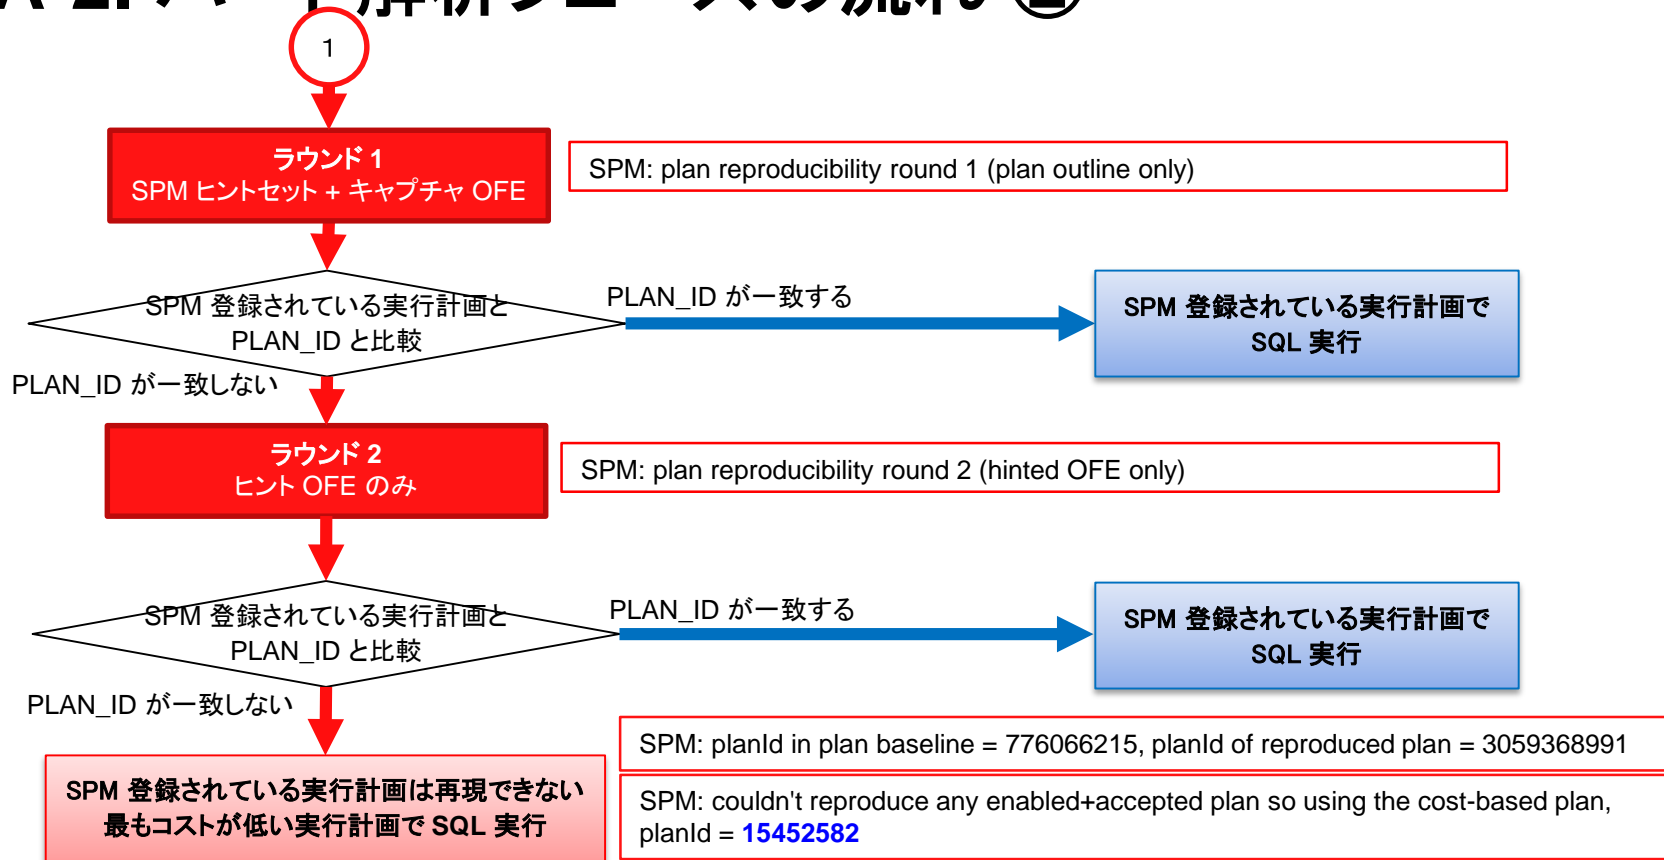 1
ラウンド 1
SPM ヒントセット + キャプチャ OFE
SPM: plan reproducibility round 1 (plan outline only)
SPM 登録されている実行計画と
PLAN_ID と比較
PLAN_ID が一致する
SPM 登録されている実行計画で
SQL 実行
PLAN_ID が一致しない
ラウンド 2
ヒント OFE のみ
SPM: plan reproducibility round 2 (hinted OFE only)
SPM 登録されている実行計画と
PLAN_ID と比較
PLAN_ID が一致する
SPM 登録されている実行計画で
SQL 実行
PLAN_ID が一致しない
SPM 登録されている実行計画は再現できない
最もコストが低い実行計画で SQL 実行
SPM: planId in plan baseline = 776066215, planId of reproduced plan = 3059368991
SPM: couldn't reproduce any enabled+accepted plan so using the cost-based plan,
planId = 15452582